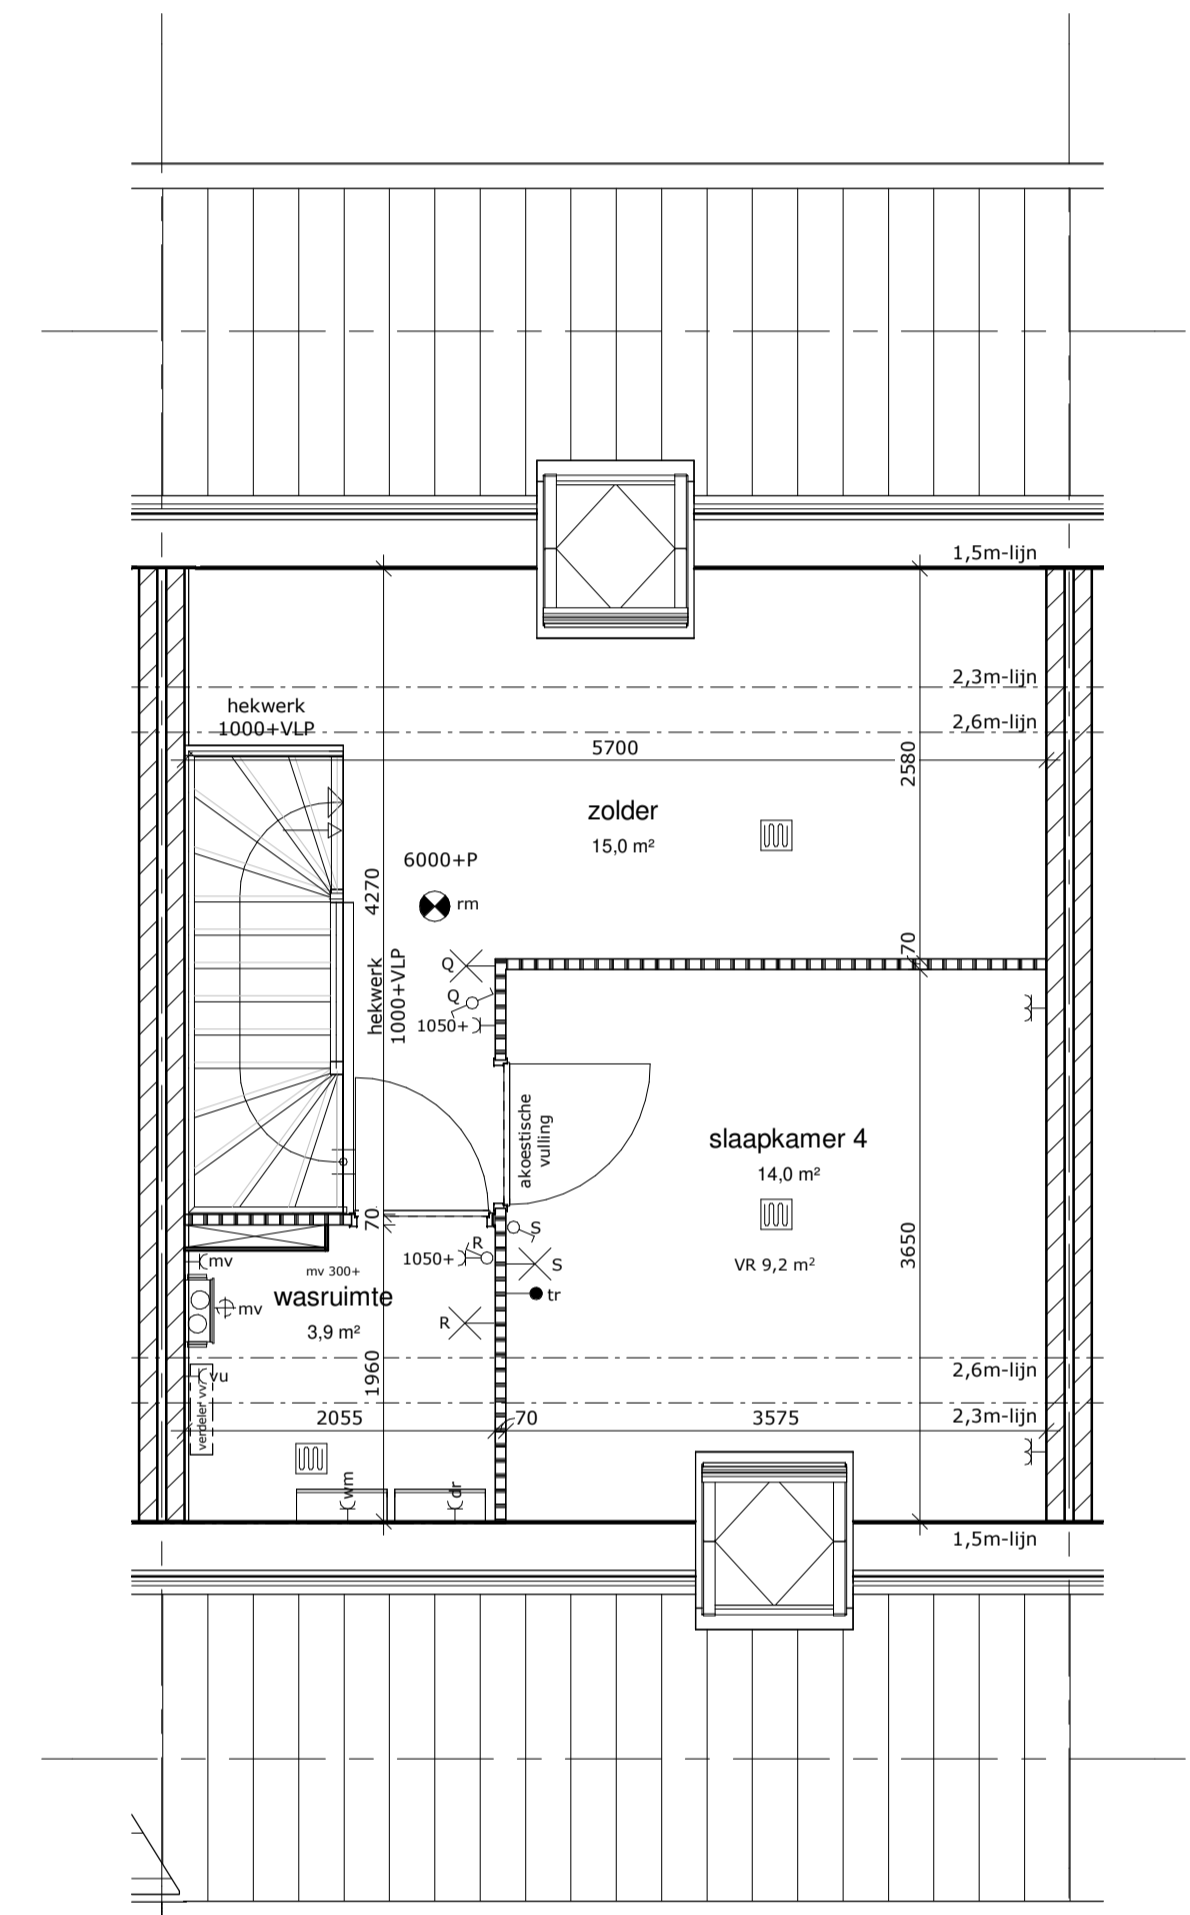 1,5m-lijn
2,3m-lijn
hekwerk
1000+VLP
2,6m-lijn
5700
2580
zolder
15,0 m²
6000+P
4270
rm
70
hekwerk
1000+VLP
Q
Q
1050+
akoestische
vulling
slaapkamer 4
14,0 m²
70
S
R
1050+
mv
mv 300+
S
VR 9,2 m²
3650
wasruimte
tr
mv
3,9 m²
R
1960
2,6m-lijn
vu
verdeler vv
2055
70
3575
2,3m-lijn
wm
dr
1,5m-lijn